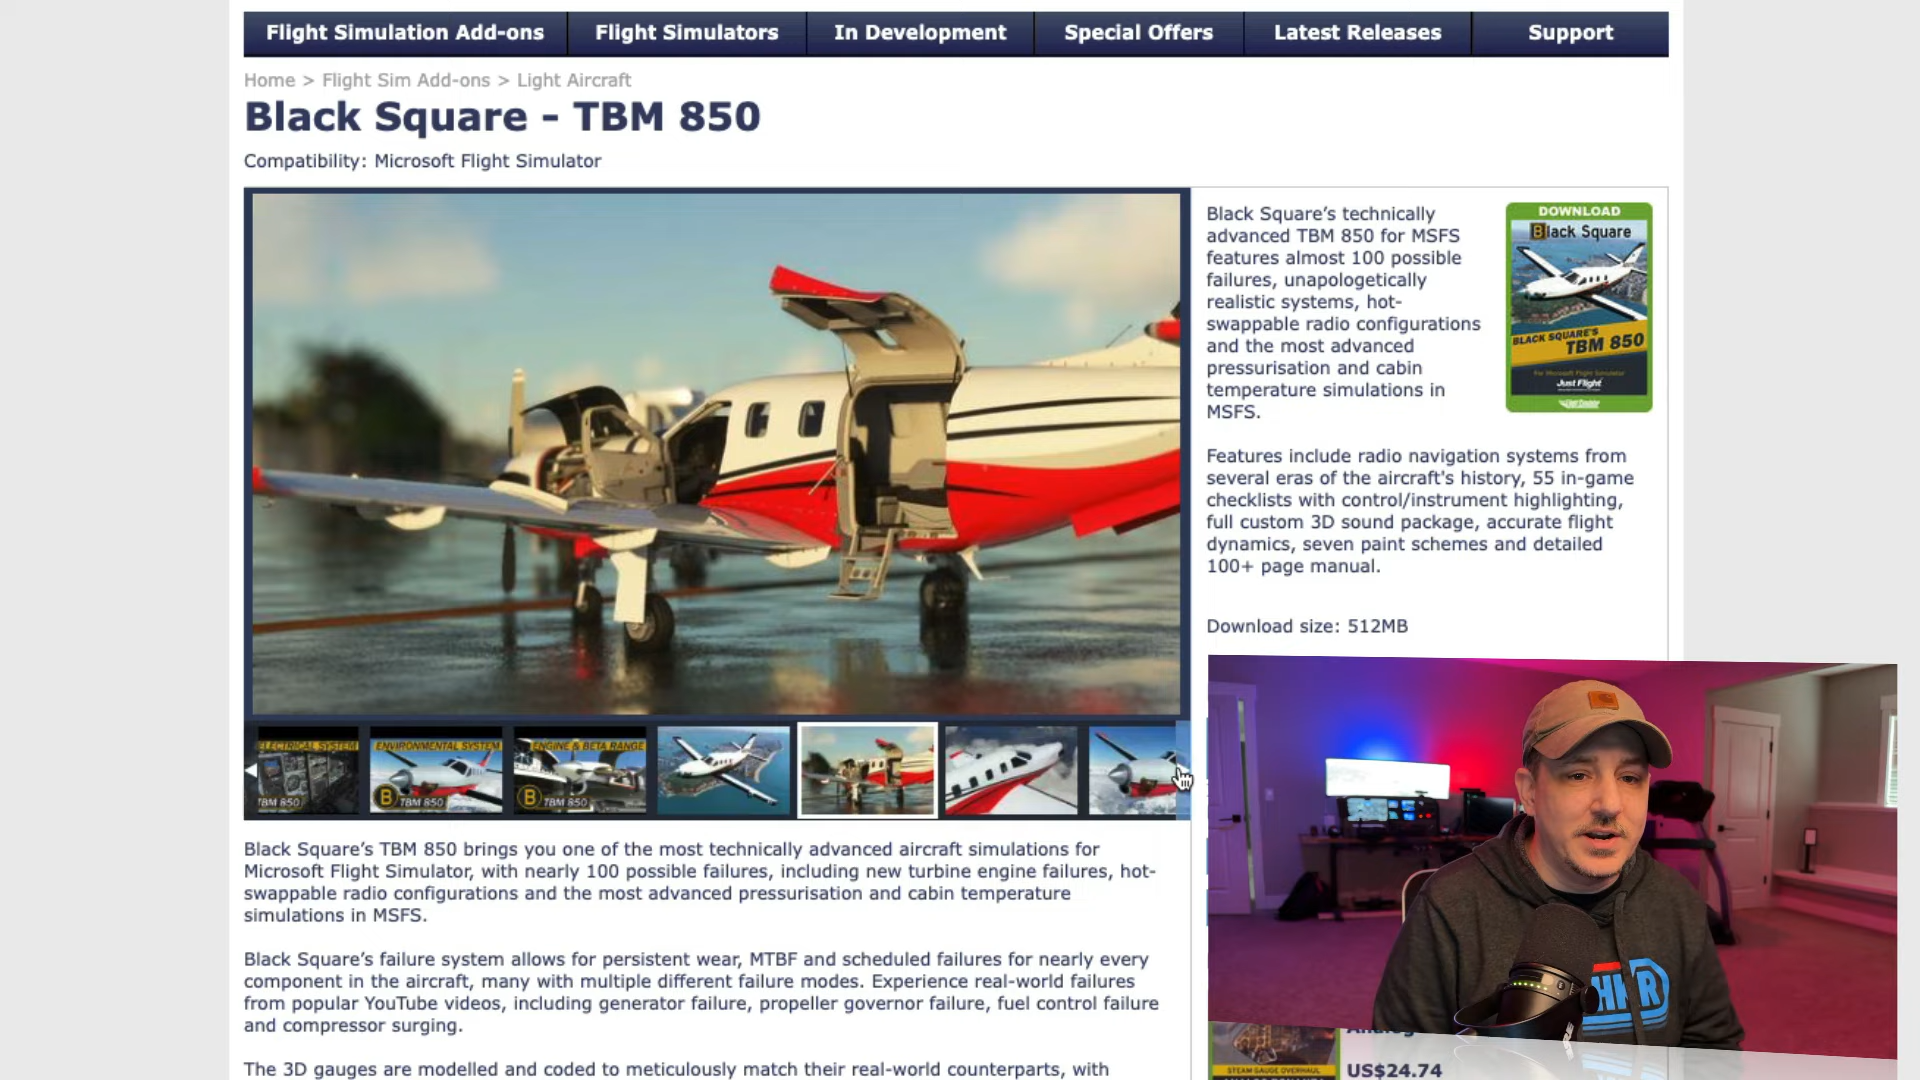 Flight Simulation Add-ons
Flight Simulators
In Development
Special Offers
Latest Releases
Support
Home > Flight Sim Add-ons > Light Aircraft
Black Square - TBM 850
Compatibility: Microsoft Flight Simulator
Black Square’s technically
advanced TBM 850 for MSFS
features almost 100 possible
failures, unapologetically
realistic systems, hot-
swappable radio configurations
and the most advanced
pressurisation and cabin
temperature simulations in
MSFS.
DOWNLOAD
Black Square
BLACK SQUARE'S
TBM 850
For Microsoft Flight Simulator
Just Flight
Features include radio navigation systems from
several eras of the aircraft's history, 55 in-game
checklists with control/instrument highlighting,
full custom 3D sound package, accurate flight
dynamics, seven paint schemes and detailed
100+ page manual.
Download size: 512MB
ELECTRICAL SYSTEM
TBM 850
ENVIRONMENTAL SYSTEM
B TBM 850
ENGINE & BETA RANGE
B TBM 850
Black Square’s TBM 850 brings you one of the most technically advanced aircraft simulations for
Microsoft Flight Simulator, with nearly 100 possible failures, including new turbine engine failures, hot-
swappable radio configurations and the most advanced pressurisation and cabin temperature
simulations in MSFS.
Black Square’s failure system allows for persistent wear, MTBF and scheduled failures for nearly every
component in the aircraft, many with multiple different failure modes. Experience real-world failures
from popular YouTube videos, including generator failure, propeller governor failure, fuel control failure
and compressor surging.
The 3D gauges are modelled and coded to meticulously match their real-world counterparts, with
STEAM GAUGE OVERHAUL
US$24.74